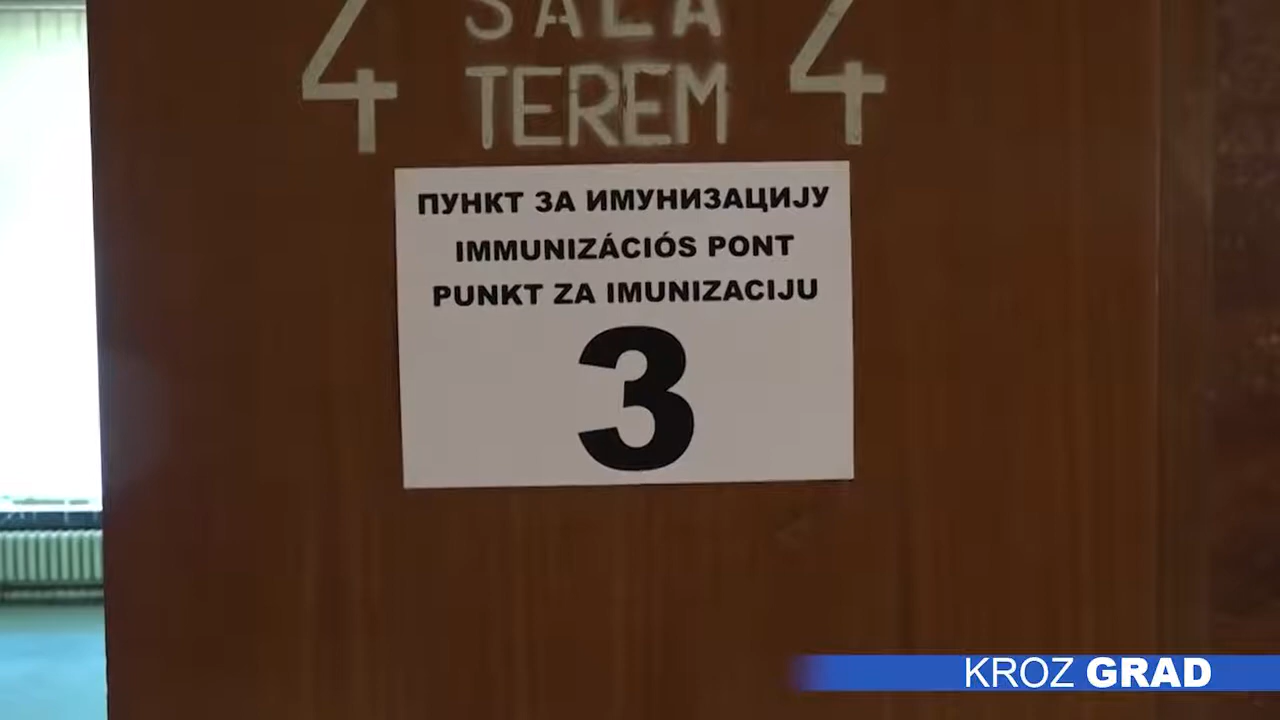 4 SALA 4
TEREM
ПУНКТ ЗА ИМУНИЗАЦИЈУ
IMMUNIZÁCIÓS PONT
PUNKT ZA IMUNIZACIJU
3
KROZ GRAD